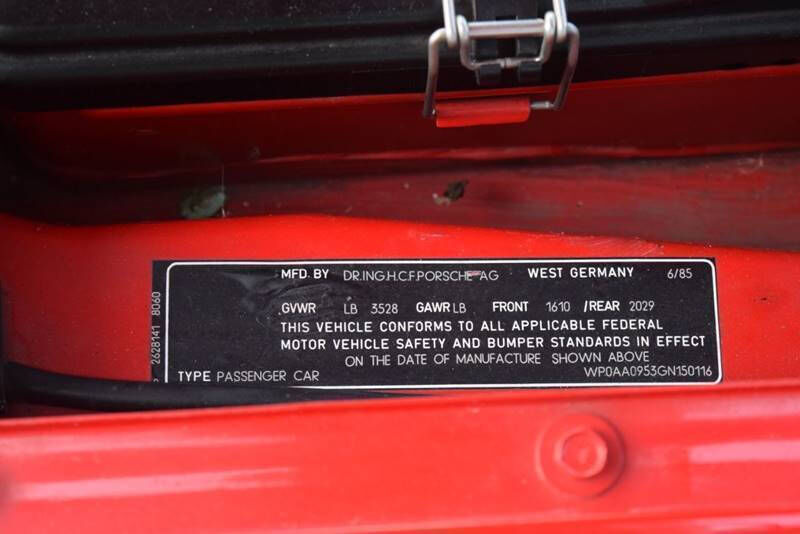 MFD. BY DR.ING.H.C.F.PORSCHE AG WEST GERMANY 6/85
GVWR LB 3528 GAWR LB FRONT 1610 /REAR 2029
THIS VEHICLE CONFORMS TO ALL APPLICABLE FEDERAL
MOTOR VEHICLE SAFETY AND BUMPER STANDARDS IN EFFECT
ON THE DATE OF MANUFACTURE SHOWN ABOVE
TYPE PASSENGER CAR WP0AA0953GN150116
2628141 8060